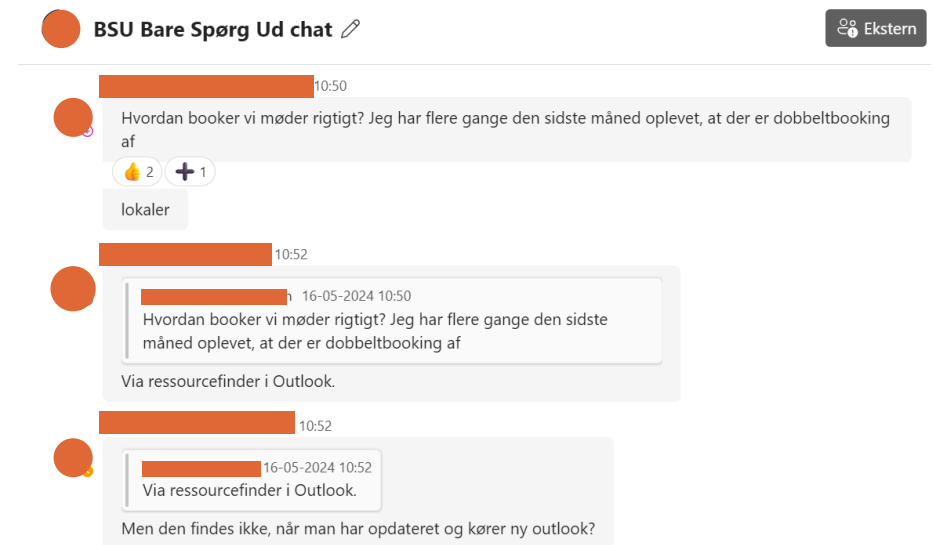 BSU Bare Spørg Ud chat
Ekstern
10:50
Hvordan booker vi møder rigtigt? Jeg har flere gange den sidste måned oplevet, at der er dobbeltbooking
af
👍 2 ➕ 1
lokaler
10:52
16-05-2024 10:50
Hvordan booker vi møder rigtigt? Jeg har flere gange den sidste
måned oplevet, at der er dobbeltbooking af
Via ressourcefinder i Outlook.
10:52
16-05-2024 10:52
Via ressourcefinder i Outlook.
Men den findes ikke, når man har opdateret og kører ny outlook?